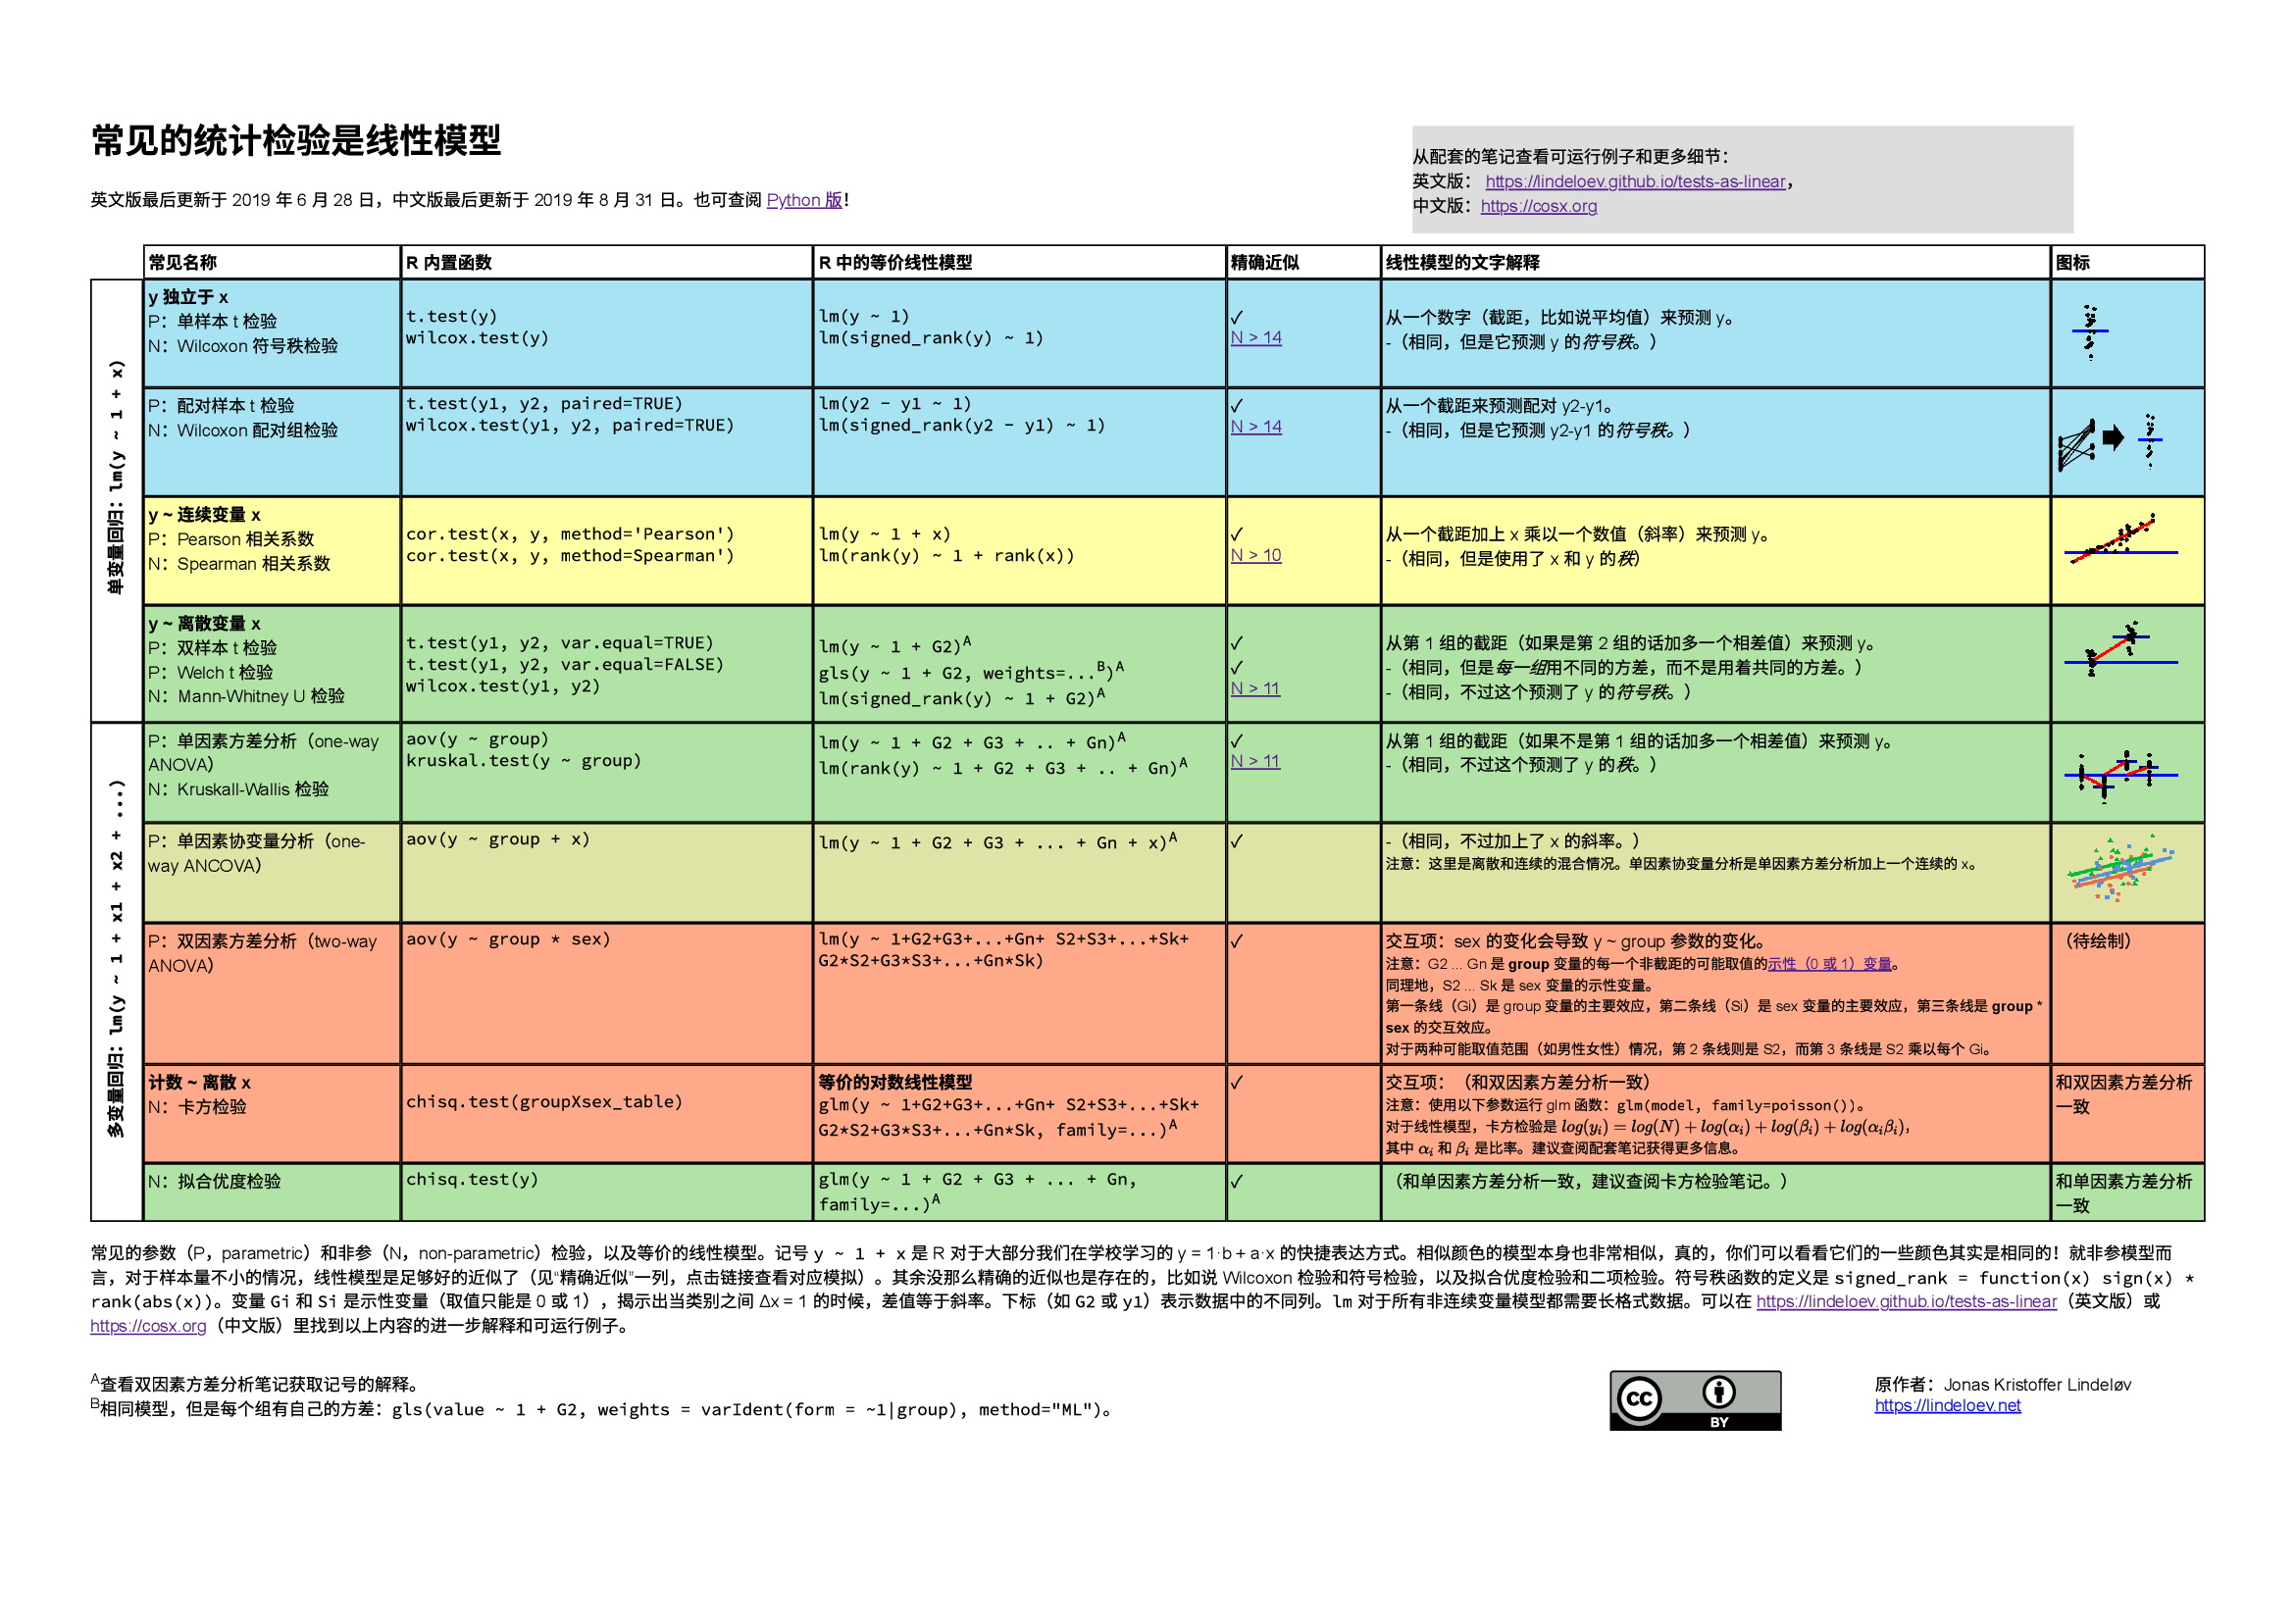 常见的统计检验是线性模型
英文版最后更新于 2019 年 6 月 28 日，中文版最后更新于 2019 年 8 月 31 日。也可查阅 Python 版！
从配套的笔记查看可运行例子和更多细节：
英文版： https://lindeloev.github.io/tests-as-linear，
中文版：https://cosx.org
常见名称
R 内置函数
R 中的等价线性模型
精确近似
线性模型的文字解释
图标
单变量回归：lm(y ~ 1 + x)
y 独立于 x
P：单样本 t 检验
N：Wilcoxon 符号秩检验
t.test(y)
wilcox.test(y)
lm(y ~ 1)
lm(signed_rank(y) ~ 1)
✓
N > 14
从一个数字（截距，比如说平均值）来预测 y。
-（相同，但是它预测 y 的符号秩。）
P：配对样本 t 检验
N：Wilcoxon 配对组检验
t.test(y1, y2, paired=TRUE)
wilcox.test(y1, y2, paired=TRUE)
lm(y2 - y1 ~ 1)
lm(signed_rank(y2 - y1) ~ 1)
✓
N > 14
从一个截距来预测配对 y2-y1。
-（相同，但是它预测 y2-y1 的符号秩。）
y ~ 连续变量 x
P：Pearson 相关系数
N：Spearman 相关系数
cor.test(x, y, method='Pearson')
cor.test(x, y, method=Spearman')
lm(y ~ 1 + x)
lm(rank(y) ~ 1 + rank(x))
✓
N > 10
从一个截距加上 x 乘以一个数值（斜率）来预测 y。
-（相同，但是使用了 x 和 y 的秩）
y ~ 离散变量 x
P：双样本 t 检验
P：Welch t 检验
N：Mann-Whitney U 检验
t.test(y1, y2, var.equal=TRUE)
t.test(y1, y2, var.equal=FALSE)
wilcox.test(y1, y2)
lm(y ~ 1 + G2)A
gls(y ~ 1 + G2, weights=...B)A
lm(signed_rank(y) ~ 1 + G2)A
✓
✓
N > 11
从第 1 组的截距（如果是第 2 组的话加多一个相差值）来预测 y。
-（相同，但是每一组用不同的方差，而不是用着共同的方差。）
-（相同，不过这个预测了 y 的符号秩。）
多变量回归：lm(y ~ 1 + x1 + x2 + ...)
P：单因素方差分析（one-way
ANOVA）
N：Kruskall-Wallis 检验
aov(y ~ group)
kruskal.test(y ~ group)
lm(y ~ 1 + G2 + G3 + .. + Gn)A
lm(rank(y) ~ 1 + G2 + G3 + .. + Gn)A
✓
N > 11
从第 1 组的截距（如果不是第 1 组的话加多一个相差值）来预测 y。
-（相同，不过这个预测了 y 的秩。）
P：单因素协变量分析（one-
way ANCOVA）
aov(y ~ group + x)
lm(y ~ 1 + G2 + G3 + ... + Gn + x)A
✓
-（相同，不过加上了 x 的斜率。）
注意：这里是离散和连续的混合情况。单因素协变量分析是单因素方差分析加上一个连续的 x。
P：双因素方差分析（two-way
ANOVA）
aov(y ~ group * sex)
lm(y ~ 1+G2+G3+...+Gn+ S2+S3+...+Sk+
G2*S2+G3*S3+...+Gn*Sk)
✓
交互项：sex 的变化会导致 y ~ group 参数的变化。
注意：G2 ... Gn 是 group 变量的每一个非截距的可能取值的示性（0 或 1）变量。
同理地，S2 ... Sk 是 sex 变量的示性变量。
第一条线（Gi）是 group 变量的主要效应，第二条线（Si）是 sex 变量的主要效应，第三条线是 group *
sex 的交互效应。
对于两种可能取值范围（如男性女性）情况，第 2 条线则是 S2，而第 3 条线是 S2 乘以每个 Gi。
（待绘制）
计数 ~ 离散 x
N：卡方检验
chisq.test(groupXsex_table)
等价的对数线性模型
glm(y ~ 1+G2+G3+...+Gn+ S2+S3+...+Sk+
G2*S2+G3*S3+...+Gn*Sk, family=...)A
✓
交互项：（和双因素方差分析一致）
注意：使用以下参数运行 glm 函数：glm(model, family=poisson())。
对于线性模型，卡方检验是 log(yi) = log(N) + log(αi) + log(βi) + log(αiβi)，
其中 αi 和 βi 是比率。建议查阅配套笔记获得更多信息。
和双因素方差分析
一致
N：拟合优度检验
chisq.test(y)
glm(y ~ 1 + G2 + G3 + ... + Gn,
family=...)A
✓
（和单因素方差分析一致，建议查阅卡方检验笔记。）
和单因素方差分析
一致
常见的参数（P，parametric）和非参（N，non-parametric）检验，以及等价的线性模型。记号 y ~ 1 + x 是 R 对于大部分我们在学校学习的 y = 1·b + a·x 的快捷表达方式。相似颜色的模型本身也非常相似，真的，你们可以看看它们的一些颜色其实是相同的！就非参模型而
言，对于样本量不小的情况，线性模型是足够好的近似了（见“精确近似”一列，点击链接查看对应模拟）。其余没那么精确的近似也是存在的，比如说 Wilcoxon 检验和符号检验，以及拟合优度检验和二项检验。符号秩函数的定义是 signed_rank = function(x) sign(x) *
rank(abs(x))。变量 Gi 和 Si 是示性变量（取值只能是 0 或 1），揭示出当类别之间 Δx = 1 的时候，差值等于斜率。下标（如 G2 或 y1）表示数据中的不同列。lm 对于所有非连续变量模型都需要长格式数据。可以在 https://lindeloev.github.io/tests-as-linear（英文版）或
https://cosx.org（中文版）里找到以上内容的进一步解释和可运行例子。
A查看双因素方差分析笔记获取记号的解释。
B相同模型，但是每个组有自己的方差：gls(value ~ 1 + G2, weights = varIdent(form = ~1|group), method="ML")。
cc
BY
原作者：Jonas Kristoffer Lindeløv
https://lindeloev.net